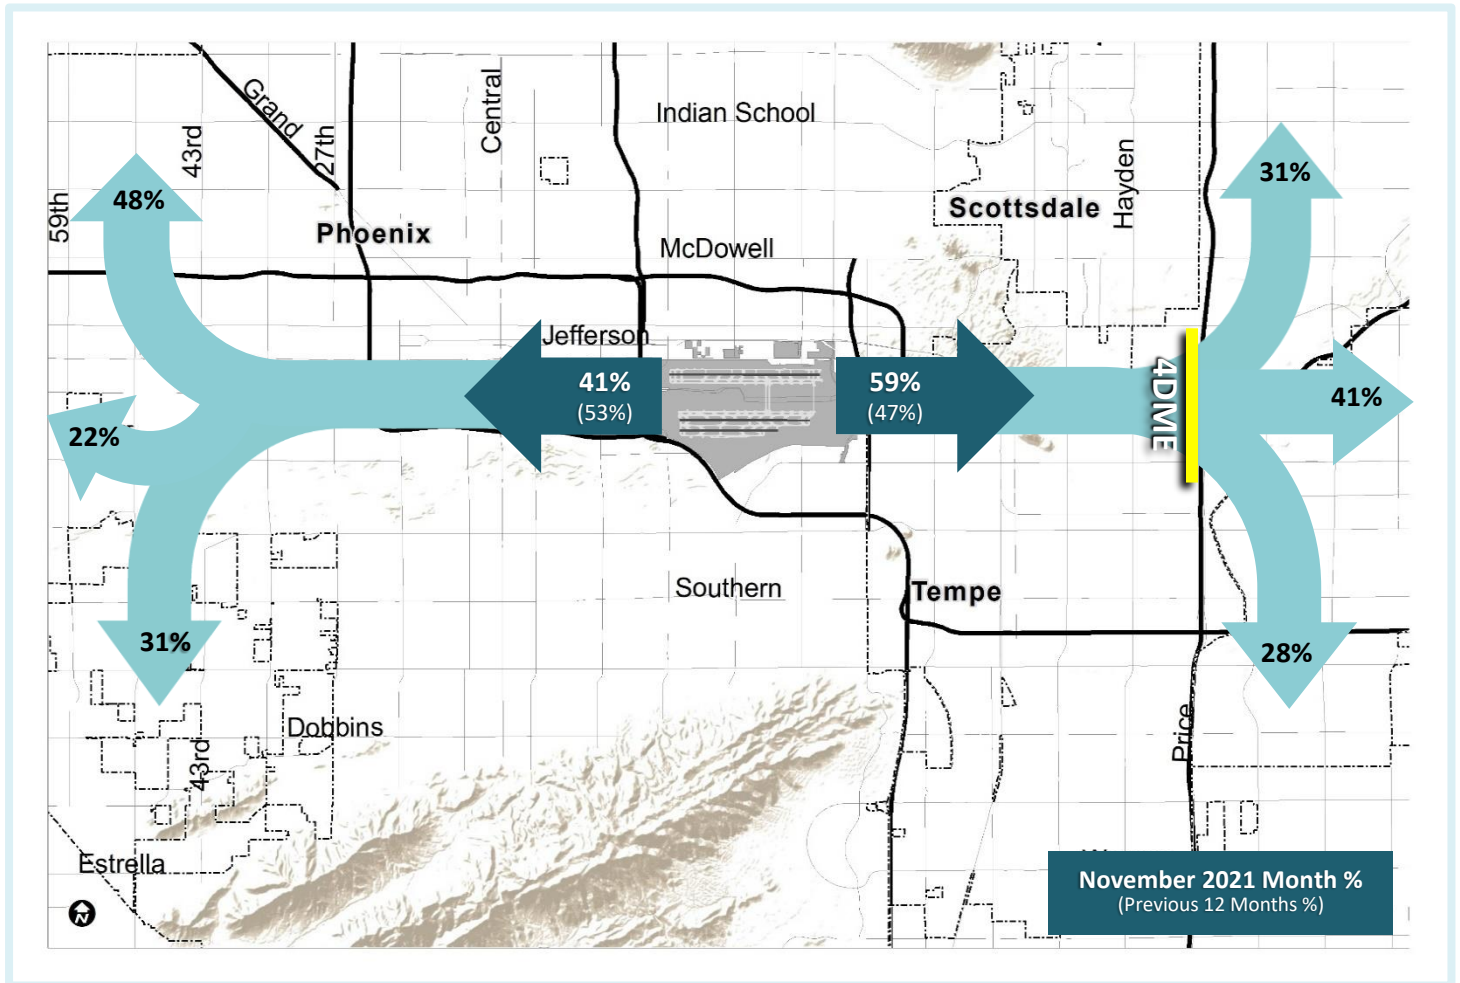 Grand
43rd
27th
Central
Indian School
Hayden
31%
48%
59th
Phoenix
Scottsdale
McDowell
Jefferson
41%
(53%)
59%
(47%)
4DME
41%
22%
Southern
Tempe
31%
28%
Dobbins
43rd
Price
Estrella
N
November 2021 Month %
(Previous 12 Months %)